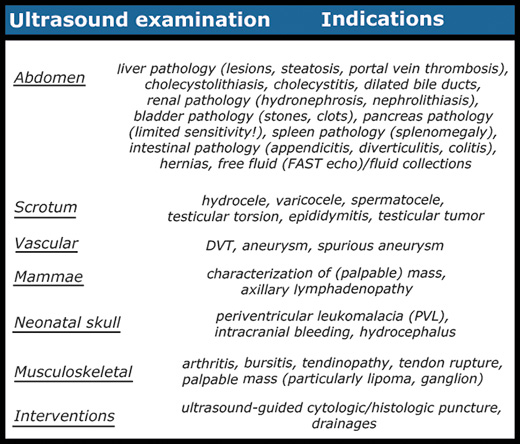 Ultrasound examination Indications
Abdomen
liver pathology (lesions, steatosis, portal vein thrombosis),
cholecystolithiasis, cholecystitis, dilated bile ducts,
renal pathology (hydronephrosis, nephrolithiasis),
bladder pathology (stones, clots), pancreas pathology
(limited sensitivity!), spleen pathology (splenomegaly),
intestinal pathology (appendicitis, diverticulitis, colitis),
hernias, free fluid (FAST echo)/fluid collections
Scrotum
hydrocele, varicocele, spermatocele,
testicular torsion, epididymitis, testicular tumor
Vascular
DVT, aneurysm, spurious aneurysm
Mammae
characterization of (palpable) mass,
axillary lymphadenopathy
Neonatal skull
periventricular leukomalacia (PVL),
intracranial bleeding, hydrocephalus
Musculoskeletal
arthritis, bursitis, tendinopathy, tendon rupture,
palpable mass (particularly lipoma, ganglion)
Interventions
ultrasound-guided cytologic/histologic puncture,
drainages